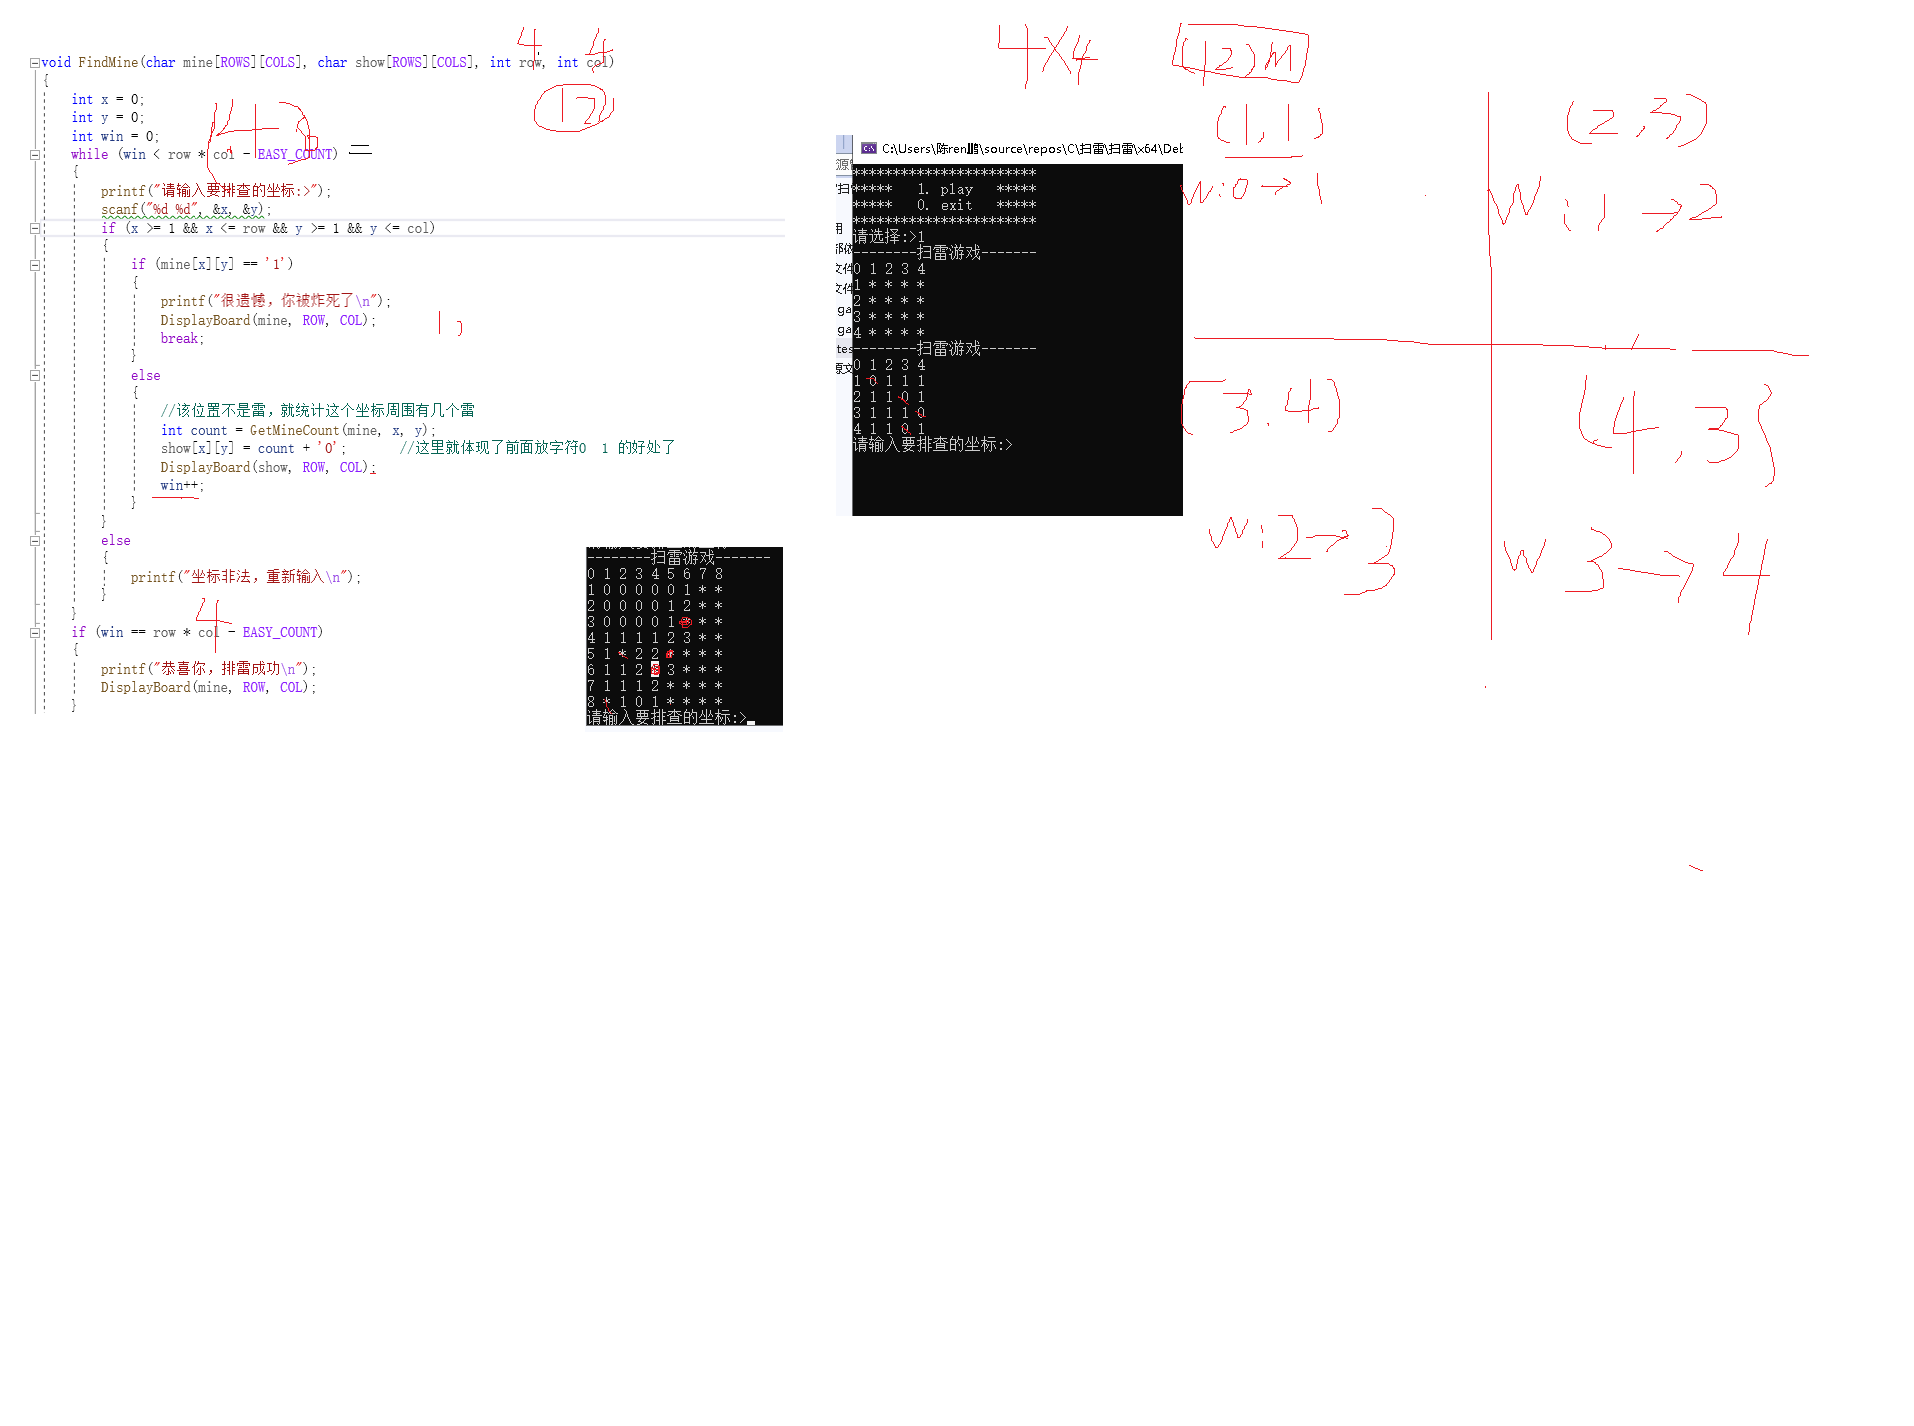 void FindMine(char mine[ROWS][COLS], char show[ROWS][COLS], int row, int col)
{
int x = 0;
int y = 0;
int win = 0;
while (win < row * col - EASY_COUNT)
{
printf("请输入要排查的坐标:>");
scanf("%d %d", &x, &y);
if (x >= 1 && x <= row && y >= 1 && y <= col)
{
if (mine[x][y] == '1')
{
printf("很遗憾，你被炸死了\n");
DisplayBoard(mine, ROW, COL);
break;
}
else
{
//该位置不是雷，就统计这个坐标周围有几个雷
int count = GetMineCount(mine, x, y);
show[x][y] = count + '0'; //这里就体现了前面放字符0 1 的好处了
DisplayBoard(show, ROW, COL);
win++;
}
}
else
{
printf("坐标非法，重新输入\n");
}
}
if (win == row * col - EASY_COUNT)
{
printf("恭喜你，排雷成功\n");
DisplayBoard(mine, ROW, COL);
}
4 4
12
4
--------扫雷游戏-------
0 1 2 3 4 5 6 7 8
1 0 0 0 0 0 1 * *
2 0 0 0 0 1 2 * *
3 0 0 0 0 1 * * *
4 1 1 1 1 2 3 * *
5 1 * 2 2 * * * *
6 1 1 2 * 3 * * *
7 1 1 1 2 * * * *
8 * 1 0 1 * * * *
请输入要排查的坐标:>
C:\Users\陈ren鹏\source\repos\C\扫雷\扫雷\x64\Deb
***********************
***** 1. play *****
***** 0. exit *****
***********************
请选择:>1
--------扫雷游戏-------
0 1 2 3 4
1 * * * *
2 * * * *
3 * * * *
4 * * * *
--------扫雷游戏-------
0 1 2 3 4
1 0 1 1 1
2 1 1 0 1
3 1 1 1 0
4 1 1 0 1
请输入要排查的坐标:>
4×4 (12)M
(1,1)
W:0→1
(2,3)
W:1→2
(3.4)
W:2→3
(4,3)
W 3→4